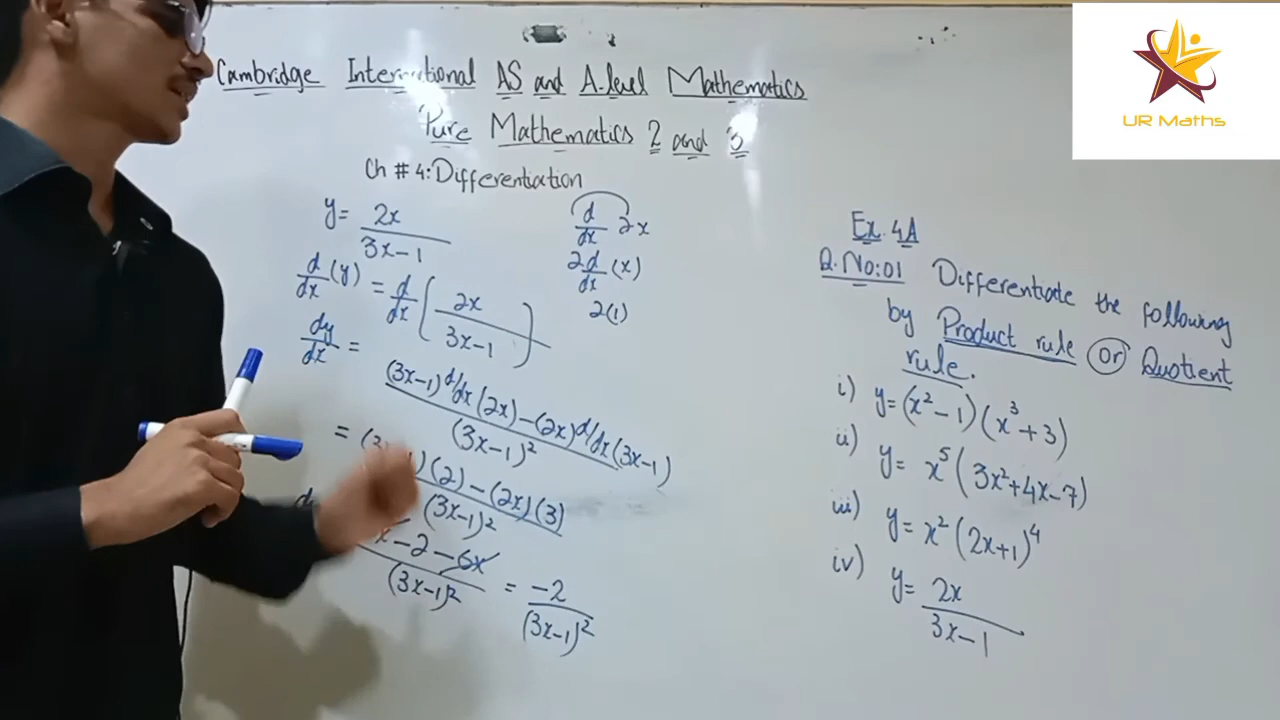 Cambridge International AS and A-level Mathematics
Pure Mathematics 2 and 3
Ch # 4: Differentiation
y = 2x / 3x-1
d/dx (y) = d/dx ( 2x / 3x-1 )
dy/dx =
(3x-1) d/dx (2x) - (2x) d/dx (3x-1) / (3x-1)²
= (3 )(2) - (2x)(3) / (3x-1)²
x - 2 - 6x / (3x-1)² = -2 / (3x-1)²
d/dx 2x
2 d/dx (x)
2(1)
Ex. 4A
Q.No:01 Differentiate the following
by Product rule Or Quotient
rule.
i) y = (x² - 1)(x³ + 3)
ii) y = x⁵ (3x² + 4x - 7)
iii) y = x² (2x+1)⁴
iv) y = 2x / 3x-1
UR Maths